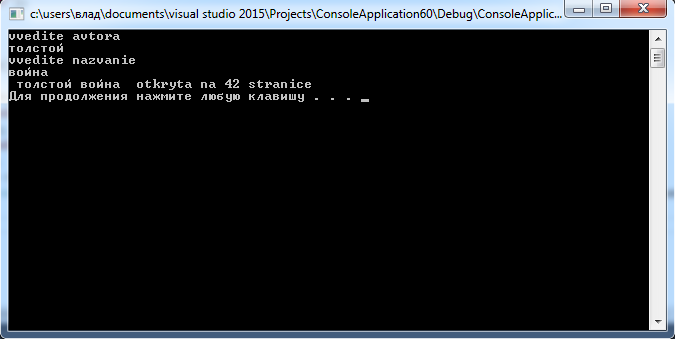 c:\users\влад\documents\visual studio 2015\Projects\ConsoleApplication60\Debug\ConsoleApplic...
vvedite avtora
толстой
vvedite nazvanie
война
 толстой война  otkryta na 42 stranice
Для продолжения нажмите любую клавишу . . . _